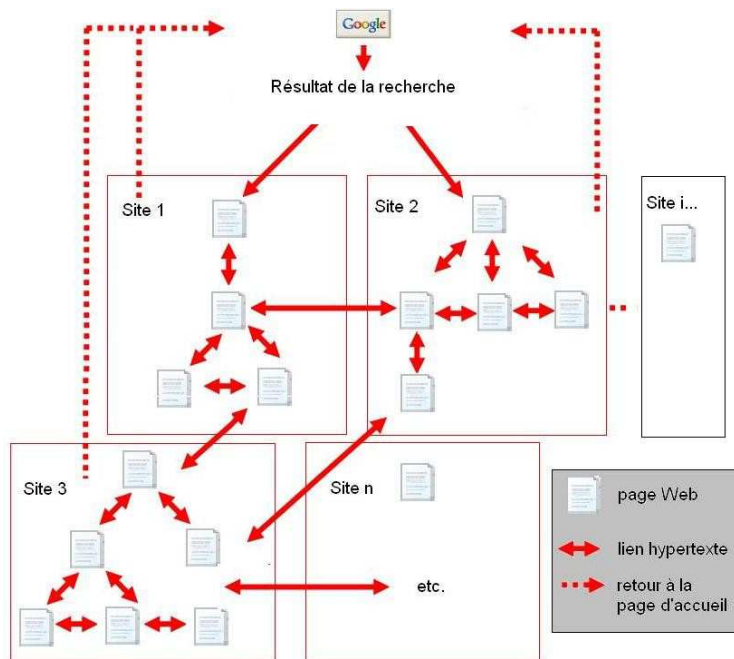 Google
Résultat de la recherche
Site 1
Site 2
Site i...
Site 3
Site n
etc.
page Web
lien hypertexte
retour à la
page d'accueil